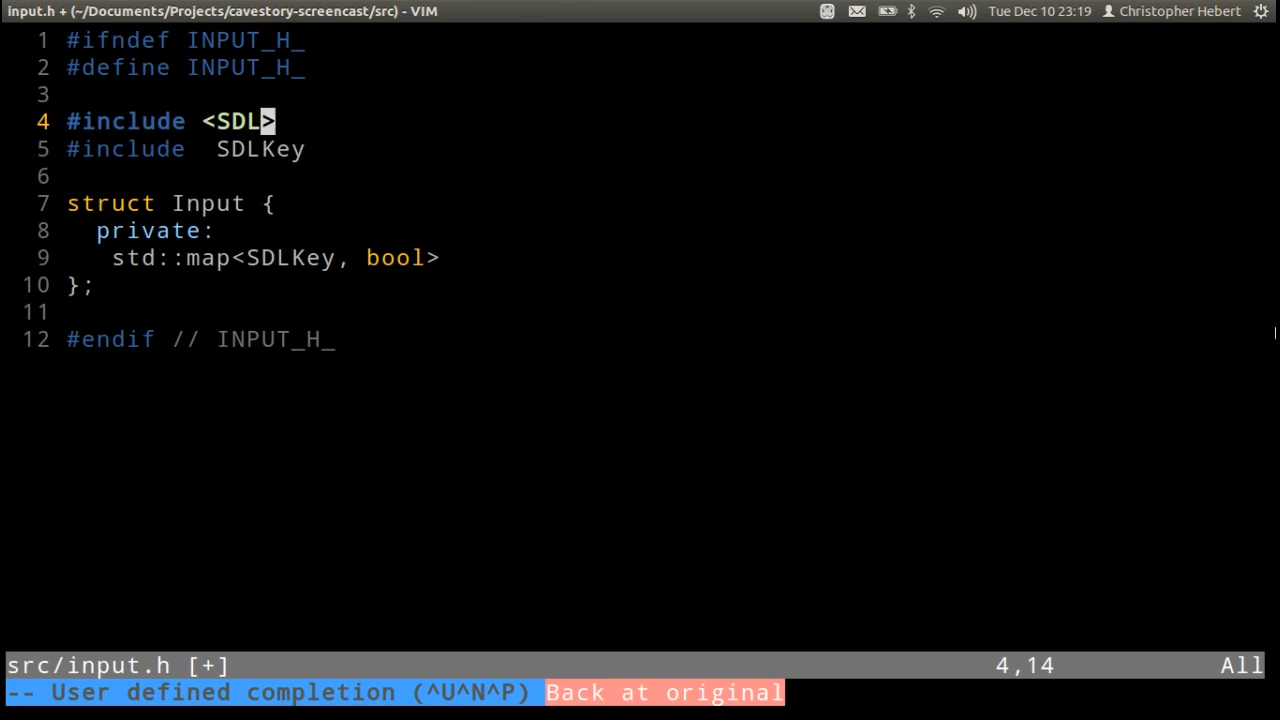 input.h + (~/Documents/Projects/cavestory-screencast/src) - VIM Tue Dec 10 23:19 Christopher Hebert
1 #ifndef INPUT_H_
2 #define INPUT_H_
3
4 #include <SDL>
5 #include  SDLKey
6
7 struct Input {
8   private:
9    std::map<SDLKey, bool>
10 };
11
12 #endif // INPUT_H_
src/input.h [+] 4,14 All
-- User defined completion (^U^N^P) Back at original